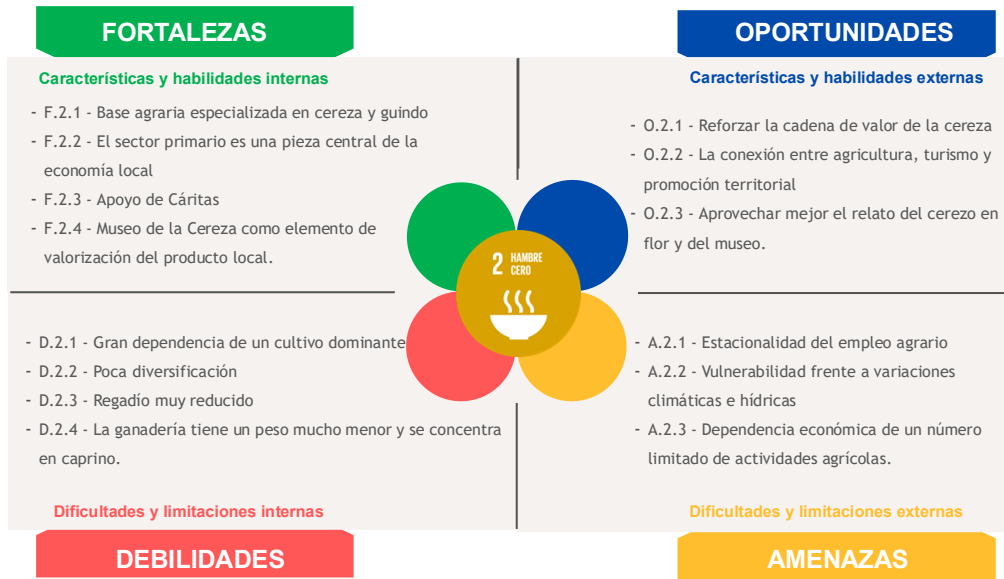 FORTALEZAS
Características y habilidades internas
- F.2.1 - Base agraria especializada en cereza y guindo
- F.2.2 - El sector primario es una pieza central de la
economía local
- F.2.3 - Apoyo de Cáritas
- F.2.4 - Museo de la Cereza como elemento de
valorización del producto local.
OPORTUNIDADES
Características y habilidades externas
- O.2.1 - Reforzar la cadena de valor de la cereza
- O.2.2 - La conexión entre agricultura, turismo y
promoción territorial
- O.2.3 - Aprovechar mejor el relato del cerezo en
flor y del museo.
2 HAMBRE
CERO
- D.2.1 - Gran dependencia de un cultivo dominante
- D.2.2 - Poca diversificación
- D.2.3 - Regadío muy reducido
- D.2.4 - La ganadería tiene un peso mucho menor y se concentra
en caprino.
Dificultades y limitaciones internas
DEBILIDADES
- A.2.1 - Estacionalidad del empleo agrario
- A.2.2 - Vulnerabilidad frente a variaciones
climáticas e hídricas
- A.2.3 - Dependencia económica de un número
limitado de actividades agrícolas.
Dificultades y limitaciones externas
AMENAZAS